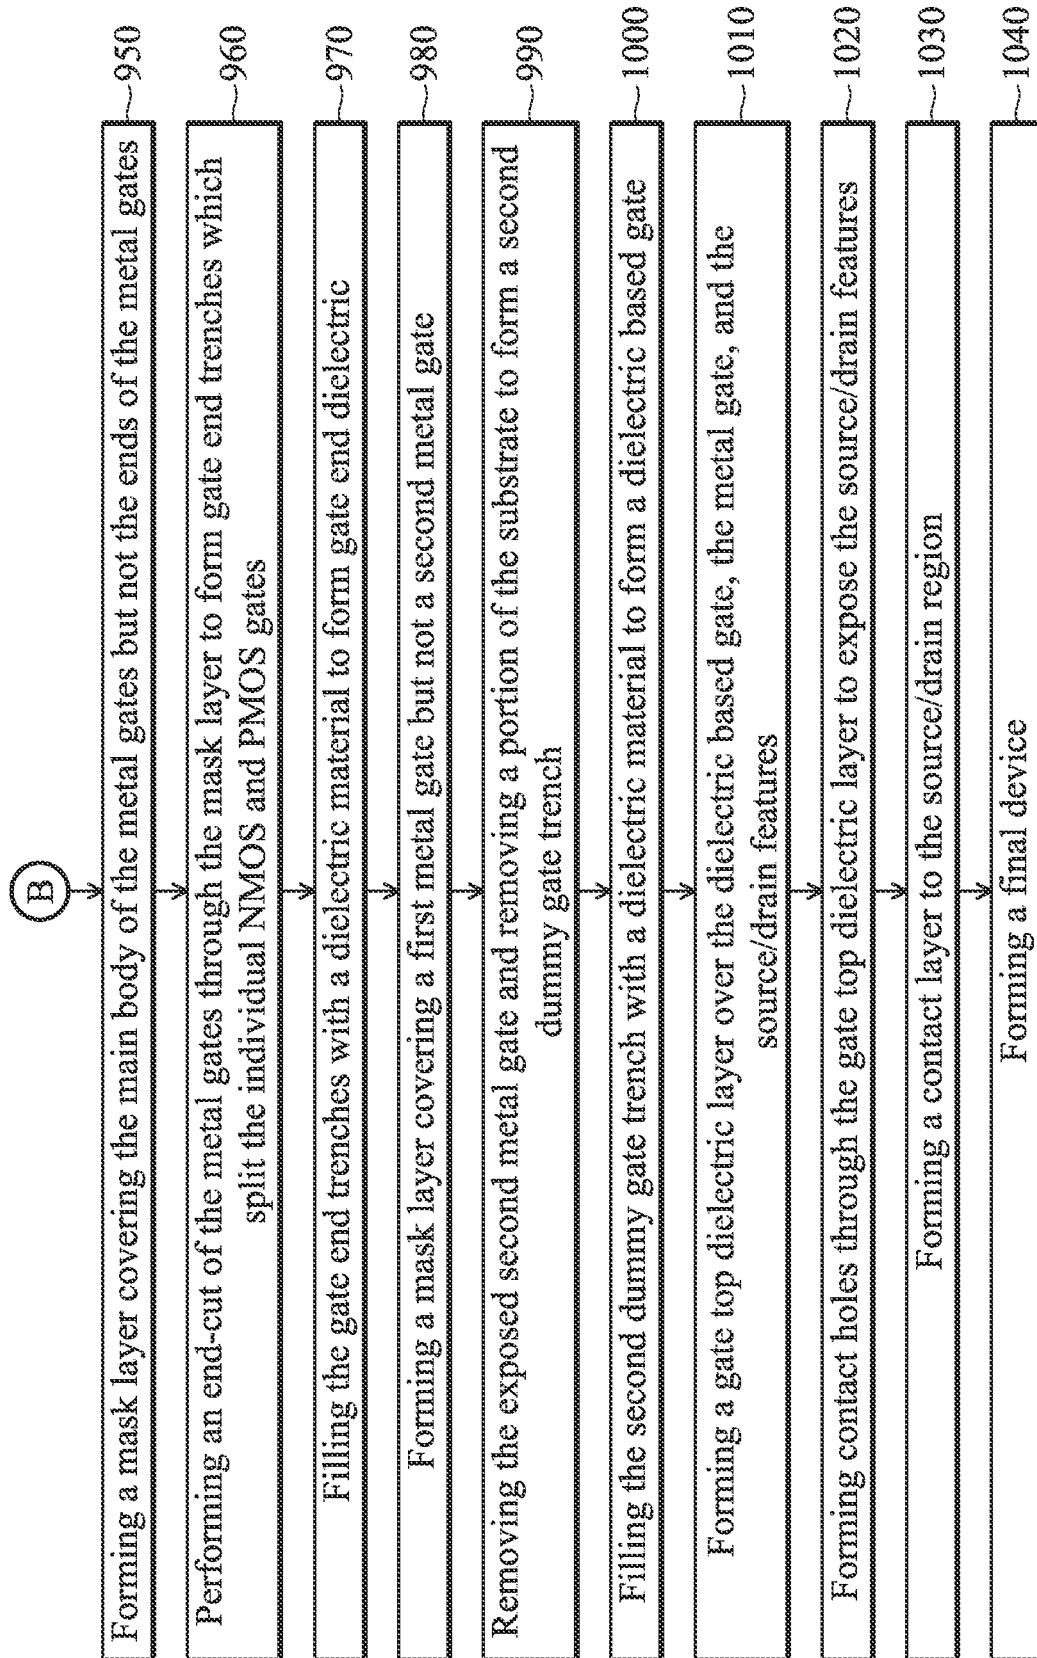 B
Forming a mask layer covering the main body of the metal gates but not the ends of the metal gates
950
Performing an end-cut of the metal gates through the mask layer to form gate end trenches which
split the individual NMOS and PMOS gates
960
Filling the gate end trenches with a dielectric material to form gate end dielectric
970
Forming a mask layer covering a first metal gate but not a second metal gate
980
Removing the exposed second metal gate and removing a portion of the substrate to form a second
dummy gate trench
990
Filling the second dummy gate trench with a dielectric material to form a dielectric based gate
1000
Forming a gate top dielectric layer over the dielectric based gate, the metal gate, and the
source/drain features
1010
Forming contact holes through the gate top dielectric layer to expose the source/drain features
1020
Forming a contact layer to the source/drain region
1030
Forming a final device
1040